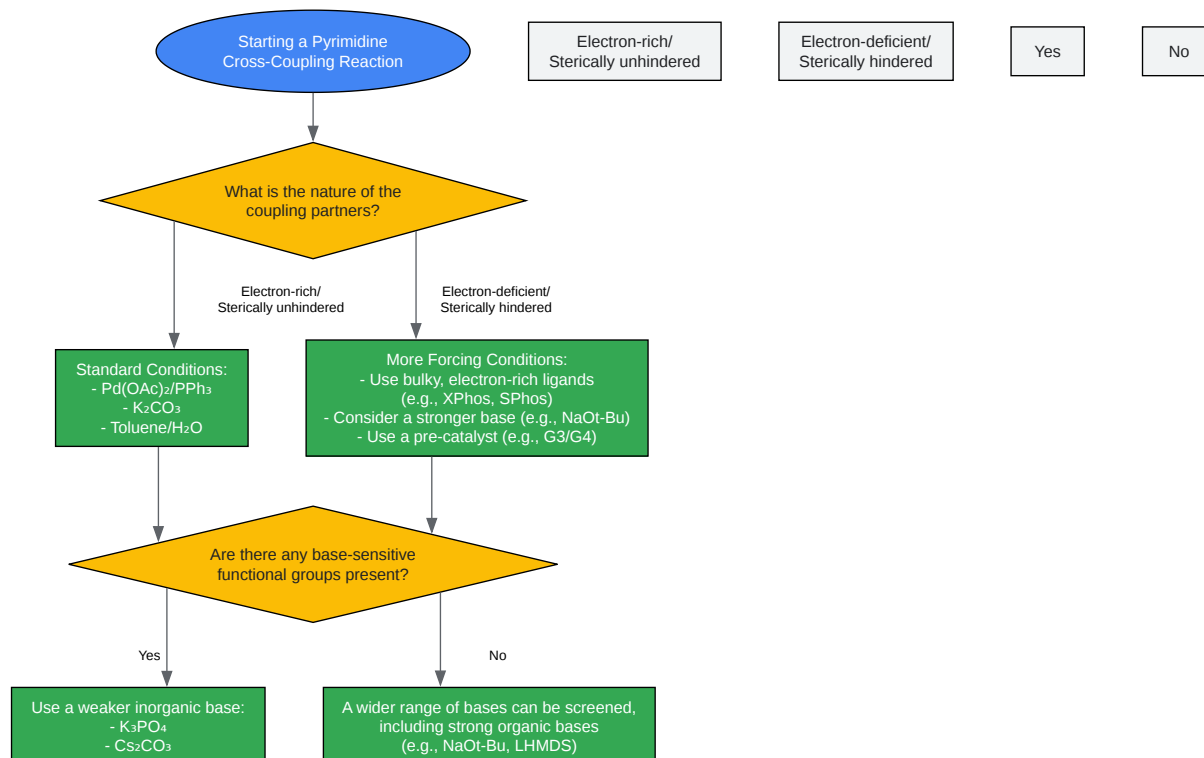 Starting a Pyrimidine
Cross-Coupling Reaction
Electron-rich/
Sterically unhindered
Electron-deficient/
Sterically hindered
Yes
No
What is the nature of the
coupling partners?
Electron-rich/
Sterically unhindered
Electron-deficient/
Sterically hindered
Standard Conditions:
- Pd(OAc)₂/PPh₃
- K₂CO₃
- Toluene/H₂O
More Forcing Conditions:
- Use bulky, electron-rich ligands
(e.g., XPhos, SPhos)
- Consider a stronger base (e.g., NaOt-Bu)
- Use a pre-catalyst (e.g., G3/G4)
Are there any base-sensitive
functional groups present?
Yes
No
Use a weaker inorganic base:
- K₃PO₄
- Cs₂CO₃
A wider range of bases can be screened,
including strong organic bases
(e.g., NaOt-Bu, LHMDS)